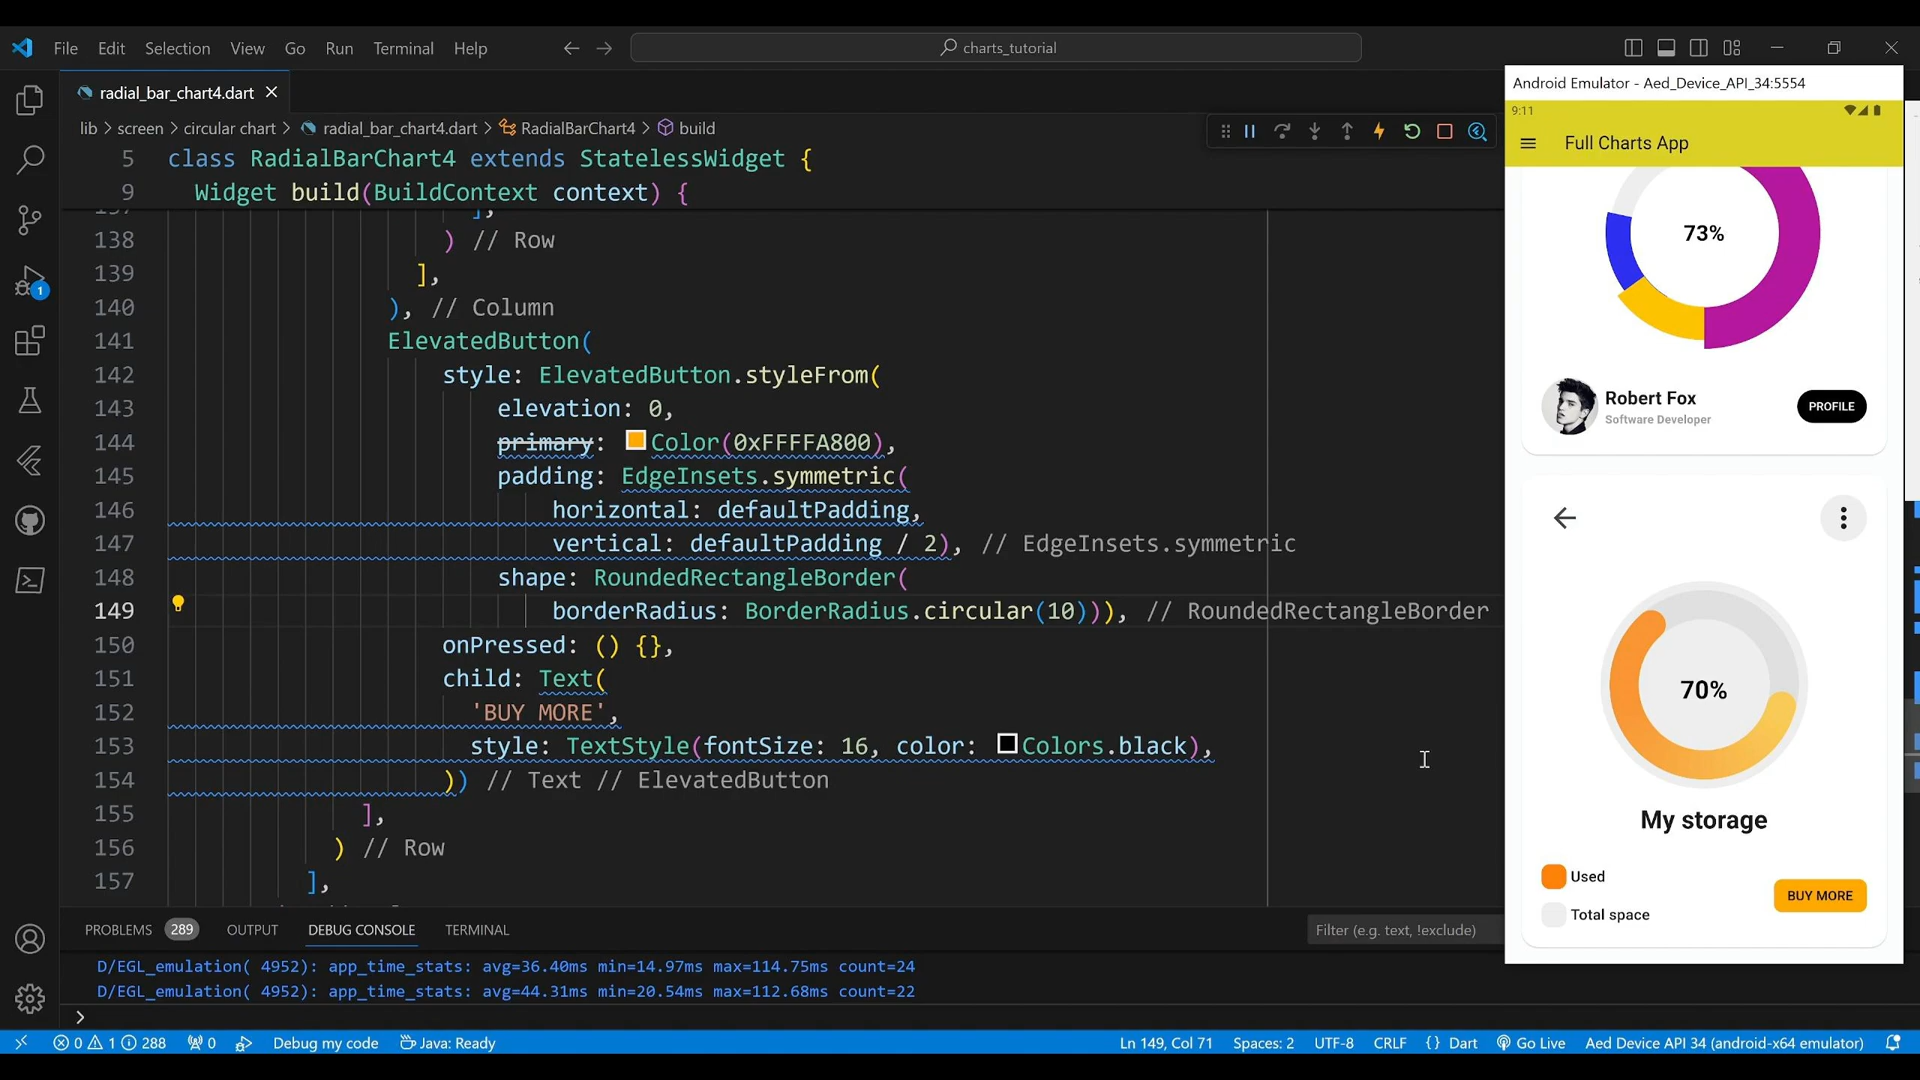 File Edit Selection View Go Run Terminal Help
charts_tutorial
radial_bar_chart4.dart
lib > screen > circular chart > radial_bar_chart4.dart > RadialBarChart4 > build
5 class RadialBarChart4 extends StatelessWidget {
9 Widget build(BuildContext context) {
138 ) // Row
139 ],
140 ), // Column
141 ElevatedButton(
142 style: ElevatedButton.styleFrom(
143 elevation: 0,
144 primary: Color(0xFFFFA800),
145 padding: EdgeInsets.symmetric(
146 horizontal: defaultPadding,
147 vertical: defaultPadding / 2), // EdgeInsets.symmetric
148 shape: RoundedRectangleBorder(
149 borderRadius: BorderRadius.circular(10))), // RoundedRectangleBorder
150 onPressed: () {},
151 child: Text(
152 'BUY MORE',
153 style: TextStyle(fontSize: 16, color: Colors.black),
154 )) // Text // ElevatedButton
155 ],
156 ) // Row
157 ],
PROBLEMS 289 OUTPUT DEBUG CONSOLE TERMINAL
Filter (e.g. text, !exclude)
D/EGL_emulation( 4952): app_time_stats: avg=36.40ms min=14.97ms max=114.75ms count=24
D/EGL_emulation( 4952): app_time_stats: avg=44.31ms min=20.54ms max=112.68ms count=22
>
0 1 288 0 Debug my code Java: Ready
Ln 149, Col 71 Spaces: 2 UTF-8 CRLF {} Dart Go Live Aed Device API 34 (android-x64 emulator)
1
Android Emulator - Aed_Device_API_34:5554
9:11
Full Charts App
73%
Robert Fox
Software Developer
PROFILE
70%
My storage
Used
Total space
BUY MORE